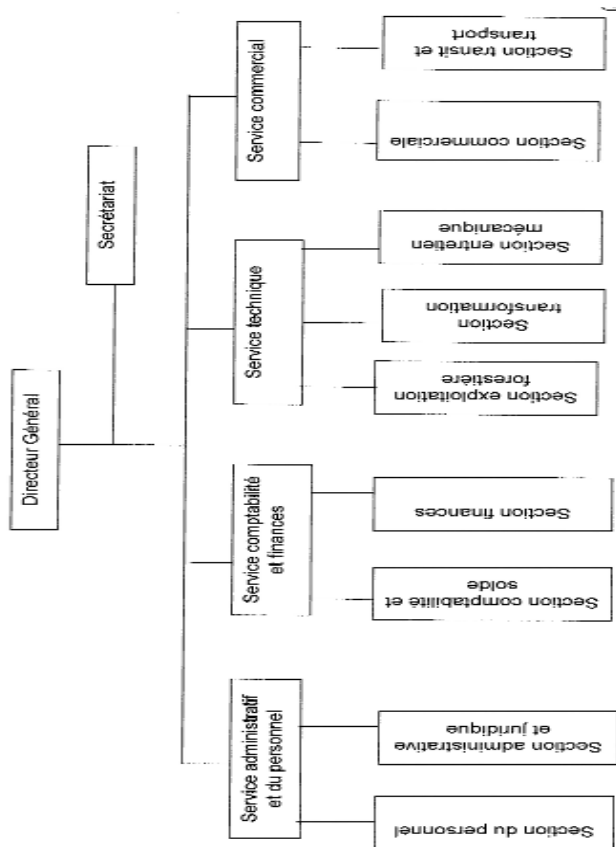 Directeur Général
Secrétariat
Service administratif
et du personnel
Service comptabilité
et finances
Service technique
Service commercial
Section du personnel
Section administrative
et juridique
Section comptabilité et
solde
Section finances
Section exploitation
forestière
Section
transformation
Section entretien
mécanique
Section commerciale
Section transit et
transport